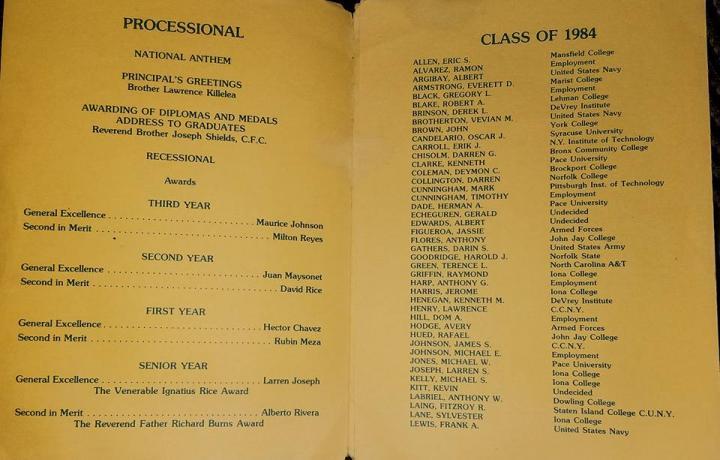 PROCESSIONAL
NATIONAL ANTHEM
PRINCIPAL'S GREETINGS
Brother Lawrence Killelea
AWARDING OF DIPLOMAS AND MEDALS
ADDRESS TO GRADUATES
Reverend Brother Joseph Shields, C.F.C.
RECESSIONAL
Awards
THIRD YEAR
General Excellence . . . . . . . . . . Maurice Johnson
Second in Merit . . . . . . . . . . Milton Reyes
SECOND YEAR
General Excellence . . . . . . . . . . Juan Maysonet
Second in Merit . . . . . . . . . . David Rice
FIRST YEAR
General Excellence . . . . . . . . . . Hector Chavez
Second in Merit . . . . . . . . . . Rubin Meza
SENIOR YEAR
General Excellence . . . . . . . . . . Larren Joseph
The Venerable Ignatius Rice Award
Second in Merit . . . . . . . . . . Alberto Rivera
The Reverend Father Richard Burns Award
CLASS OF 1984
ALLEN, ERIC S. Mansfield College
ALVAREZ, RAMON Employment
ARGIBAY, ALBERT United States Navy
ARMSTRONG, EVERETT D. Marist College
BLACK, GREGORY L. Employment
BLAKE, ROBERT A. Lehman College
BRINSON, DEREK L. DeVrey Institute
BROTHERTON, VEVIAN M. United States Navy
BROWN, JOHN York College
CANDELARIO, OSCAR J. Syracuse University
CARROLL, ERIK J. N.Y. Institute of Technology
CHISOLM, DARREN G. Bronx Community College
CLARKE, KENNETH Pace University
COLEMAN, DEYMON C. Brockport College
COLLINGTON, DARREN Norfolk College
CUNNINGHAM, MARK Pittsburgh Inst. of Technology
CUNNINGHAM, TIMOTHY Employment
DADE, HERMAN A. Pace University
ECHEGUREN, GERALD Undecided
EDWARDS, ALBERT Undecided
FIGUEROA, JASSIE Armed Forces
FLORES, ANTHONY John Jay College
GATHERS, DARIN S. United States Army
GOODRIDGE, HAROLD J. Norfolk State
GREEN, TERENCE L. North Carolina A&T
GRIFFIN, RAYMOND Iona College
HARP, ANTHONY G. Employment
HARRIS, JEROME Iona College
HENEGAN, KENNETH M. DeVrey Institute
HENRY, LAWRENCE C.C.N.Y.
HILL, DOM A. Employment
HODGE, AVERY Armed Forces
HUED, RAFAEL John Jay College
JOHNSON, JAMES S. C.C.N.Y.
JOHNSON, MICHAEL E. Employment
JONES, MICHAEL W. Pace University
JOSEPH, LARREN S. Iona College
KELLY, MICHAEL S. Iona College
KITT, KEVIN Undecided
LABRIEL, ANTHONY W. Dowling College
LAING, FITZROY R. Staten Island College C.U.N.Y.
LANE, SYLVESTER Iona College
LEWIS, FRANK A. United States Navy